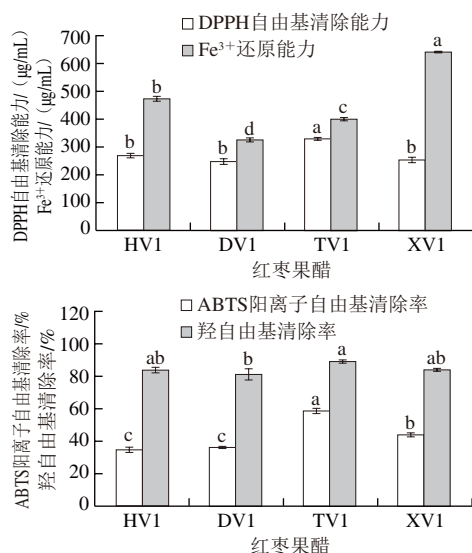 DPPH自由基清除能力
Fe³⁺还原能力
DPPH自由基清除能力/（μg/mL）
Fe³⁺还原能力/（μg/mL）
700
600
500
400
300
200
100
0
b
b
b
d
a
c
b
a
HV1
DV1
TV1
XV1
红枣果醋
ABTS阳离子自由基清除率
羟自由基清除率
ABTS阳离子自由基清除率/%
羟自由基清除率/%
120
100
80
60
40
20
0
c
ab
c
b
a
a
b
ab
HV1
DV1
TV1
XV1
红枣果醋